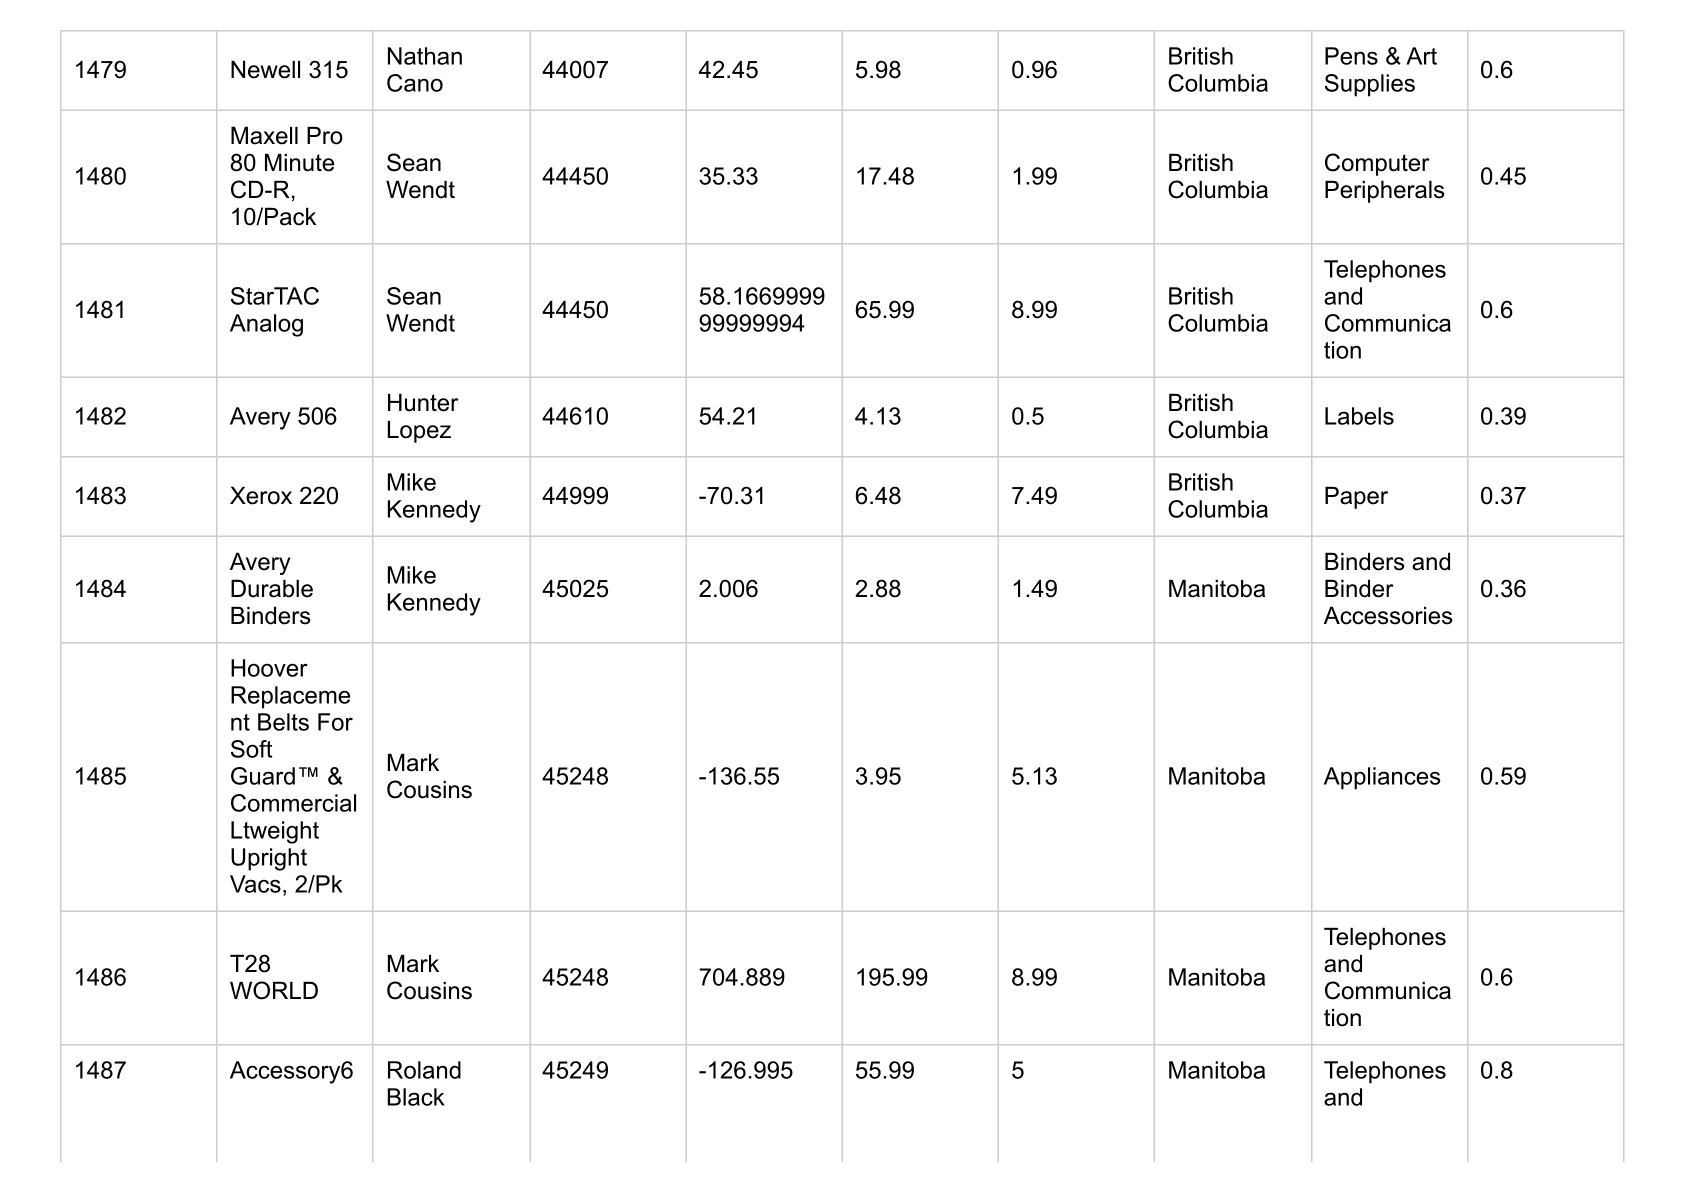 1479 Newell 315 Nathan Cano 44007 42.45 5.98 0.96 British Columbia Pens & Art Supplies 0.6
1480 Maxell Pro 80 Minute CD-R, 10/Pack Sean Wendt 44450 35.33 17.48 1.99 British Columbia Computer Peripherals 0.45
1481 StarTAC Analog Sean Wendt 44450 58.166999999999994 65.99 8.99 British Columbia Telephones and Communication 0.6
1482 Avery 506 Hunter Lopez 44610 54.21 4.13 0.5 British Columbia Labels 0.39
1483 Xerox 220 Mike Kennedy 44999 -70.31 6.48 7.49 British Columbia Paper 0.37
1484 Avery Durable Binders Mike Kennedy 45025 2.006 2.88 1.49 Manitoba Binders and Binder Accessories 0.36
1485 Hoover Replacement Belts For Soft Guard™ & Commercial Ltweight Upright Vacs, 2/Pk Mark Cousins 45248 -136.55 3.95 5.13 Manitoba Appliances 0.59
1486 T28 WORLD Mark Cousins 45248 704.889 195.99 8.99 Manitoba Telephones and Communication 0.6
1487 Accessory6 Roland Black 45249 -126.995 55.99 5 Manitoba Telephones and 0.8